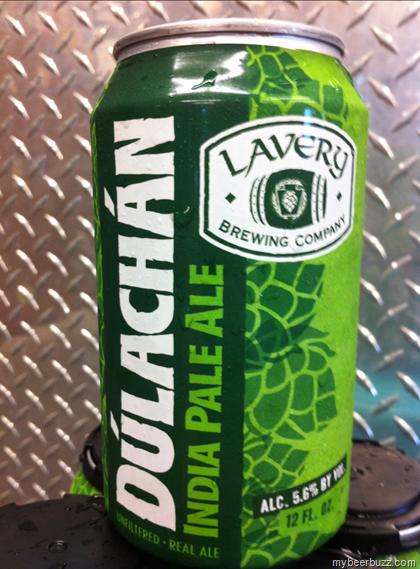 LAVERY
BREWING COMPANY
DÚLACHÁN
INDIA PALE ALE
UNFILTERED • REAL ALE
ALC. 5.6% BY VOL.
12 FL. OZ.
mybeerbuzz.com